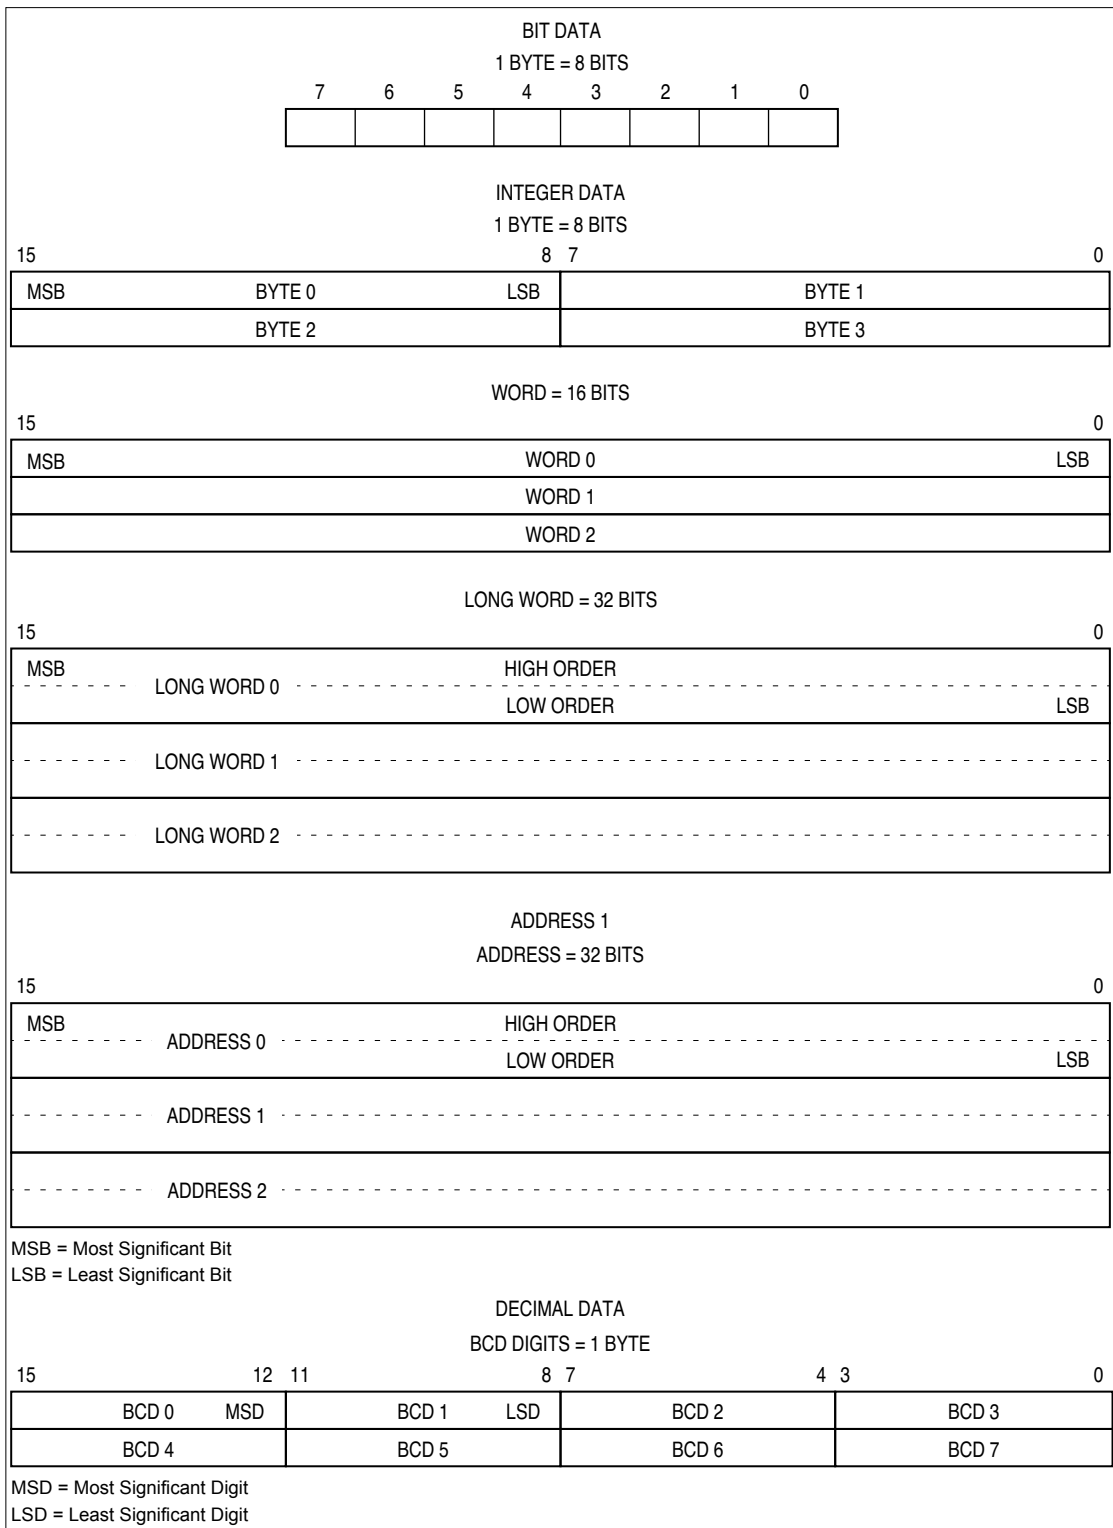 BIT DATA
1 BYTE = 8 BITS
7 6 5 4 3 2 1 0
INTEGER DATA
1 BYTE = 8 BITS
15 8 7 0
MSB BYTE 0 LSB BYTE 1
BYTE 2 BYTE 3
WORD = 16 BITS
15 0
MSB WORD 0 LSB
WORD 1
WORD 2
LONG WORD = 32 BITS
15 0
MSB HIGH ORDER
LONG WORD 0
LOW ORDER LSB
LONG WORD 1
LONG WORD 2
ADDRESS 1
ADDRESS = 32 BITS
15 0
MSB HIGH ORDER
ADDRESS 0
LOW ORDER LSB
ADDRESS 1
ADDRESS 2
MSB = Most Significant Bit
LSB = Least Significant Bit
DECIMAL DATA
BCD DIGITS = 1 BYTE
15 12 11 8 7 4 3 0
BCD 0 MSD BCD 1 LSD BCD 2 BCD 3
BCD 4 BCD 5 BCD 6 BCD 7
MSD = Most Significant Digit
LSD = Least Significant Digit